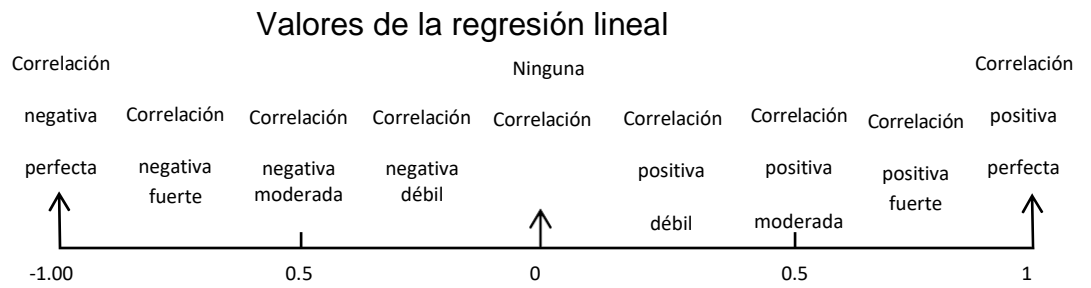 Valores de la regresión lineal
Correlación
negativa
perfecta
Correlación
negativa
fuerte
Correlación
negativa
moderada
Correlación
negativa
débil
Ninguna
Correlación
Correlación
positiva
débil
Correlación
positiva
moderada
Correlación
positiva
fuerte
Correlación
positiva
perfecta
-1.00 0.5 0 0.5 1